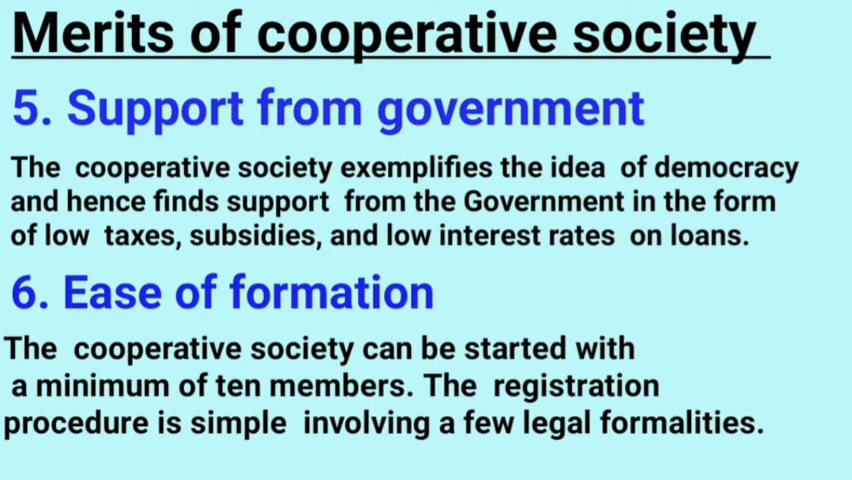 Merits of cooperative society
5. Support from government
The cooperative society exemplifies the idea of democracy
and hence finds support from the Government in the form
of low taxes, subsidies, and low interest rates on loans.
6. Ease of formation
The cooperative society can be started with
a minimum of ten members. The registration
procedure is simple involving a few legal formalities.